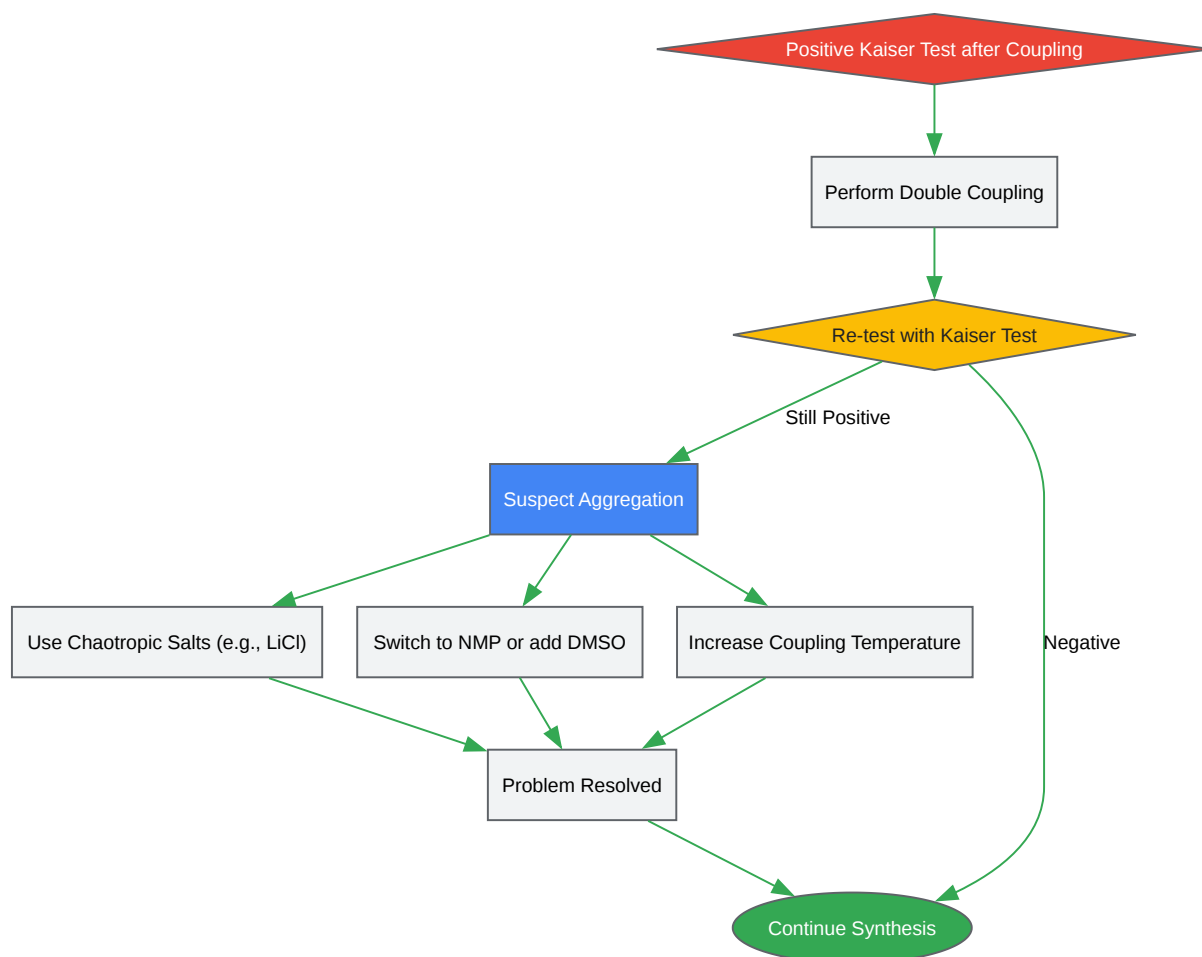 Positive Kaiser Test after Coupling
Perform Double Coupling
Re-test with Kaiser Test
Still Positive
Suspect Aggregation
Use Chaotropic Salts (e.g., LiCl)
Switch to NMP or add DMSO
Increase Coupling Temperature
Negative
Problem Resolved
Continue Synthesis